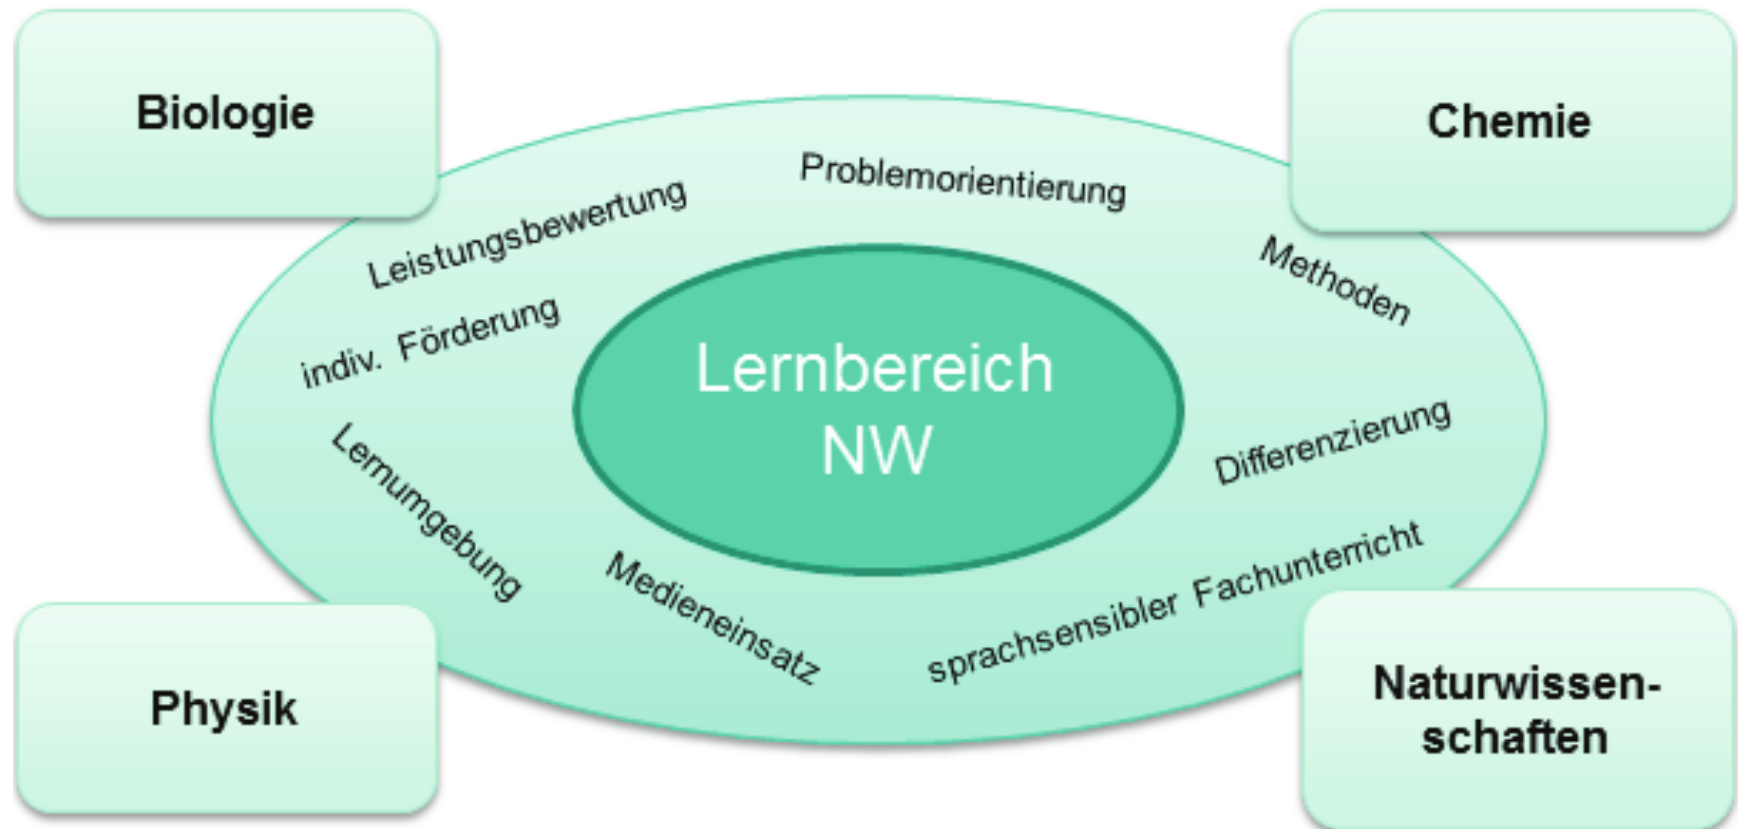 Biologie
Chemie
Problemorientierung
Leistungsbewertung
Methoden
indiv. Förderung
Lernbereich
NW
Differenzierung
Lernumgebung
Medieneinsatz
sprachsensibler Fachunterricht
Physik
Naturwissen-
schaften